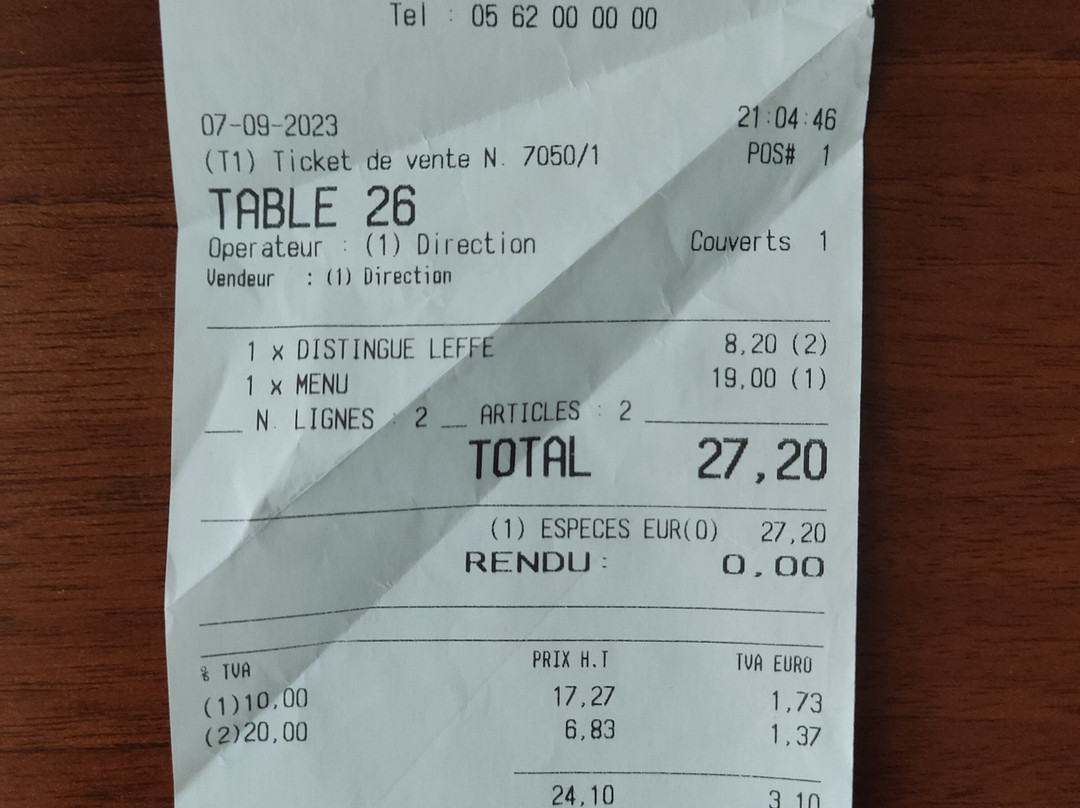 Tel : 05 62 00 00 00
07-09-2023 21:04:46
(T1) Ticket de vente N. 7050/1 POS# 1
TABLE 26
Operateur : (1) Direction Couverts 1
Vendeur : (1) Direction
1 x DISTINGUE LEFFE 8,20 (2)
1 x MENU 19,00 (1)
__ N. LIGNES : 2 __ ARTICLES : 2 __________
TOTAL 27,20
(1) ESPECES EUR(O) 27,20
RENDU : 0,00
% TVA PRIX H.T TVA EURO
(1)10,00 17,27 1,73
(2)20,00 6,83 1,37
24,10 3,10